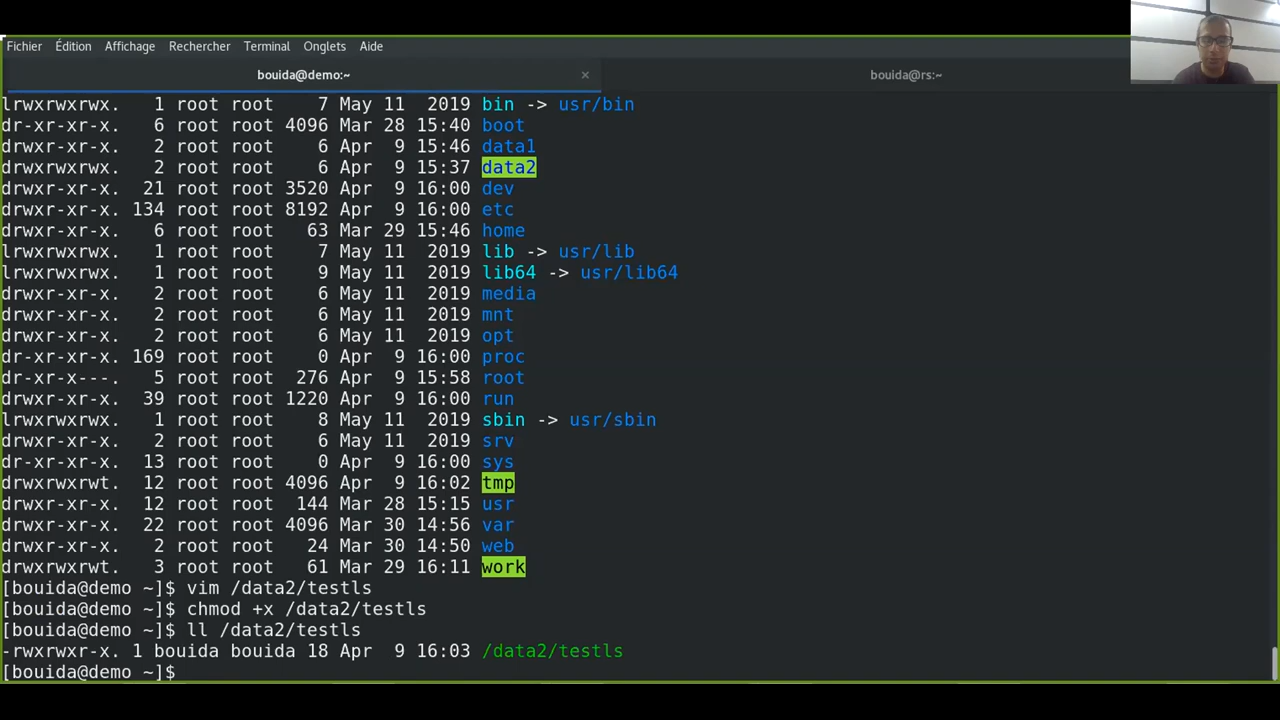 Fichier Édition Affichage Rechercher Terminal Onglets Aide
bouida@demo:~ × bouida@rs:~
lrwxrwxrwx. 1 root root 7 May 11 2019 bin -> usr/bin
dr-xr-xr-x. 6 root root 4096 Mar 28 15:40 boot
drwxr-xr-x. 2 root root 6 Apr 9 15:46 data1
drwxrwxrwx. 2 root root 6 Apr 9 15:37 data2
drwxr-xr-x. 21 root root 3520 Apr 9 16:00 dev
drwxr-xr-x. 134 root root 8192 Apr 9 16:00 etc
drwxr-xr-x. 6 root root 63 Mar 29 15:46 home
lrwxrwxrwx. 1 root root 7 May 11 2019 lib -> usr/lib
lrwxrwxrwx. 1 root root 9 May 11 2019 lib64 -> usr/lib64
drwxr-xr-x. 2 root root 6 May 11 2019 media
drwxr-xr-x. 2 root root 6 May 11 2019 mnt
drwxr-xr-x. 2 root root 6 May 11 2019 opt
dr-xr-xr-x. 169 root root 0 Apr 9 16:00 proc
dr-xr-x---. 5 root root 276 Apr 9 15:58 root
drwxr-xr-x. 39 root root 1220 Apr 9 16:00 run
lrwxrwxrwx. 1 root root 8 May 11 2019 sbin -> usr/sbin
drwxr-xr-x. 2 root root 6 May 11 2019 srv
dr-xr-xr-x. 13 root root 0 Apr 9 16:00 sys
drwxrwxrwt. 12 root root 4096 Apr 9 16:02 tmp
drwxr-xr-x. 12 root root 144 Mar 28 15:15 usr
drwxr-xr-x. 22 root root 4096 Mar 30 14:56 var
drwxr-xr-x. 2 root root 24 Mar 30 14:50 web
drwxrwxrwt. 3 root root 61 Mar 29 16:11 work
[bouida@demo ~]$ vim /data2/testls
[bouida@demo ~]$ chmod +x /data2/testls
[bouida@demo ~]$ ll /data2/testls
-rwxrwxr-x. 1 bouida bouida 18 Apr 9 16:03 /data2/testls
[bouida@demo ~]$